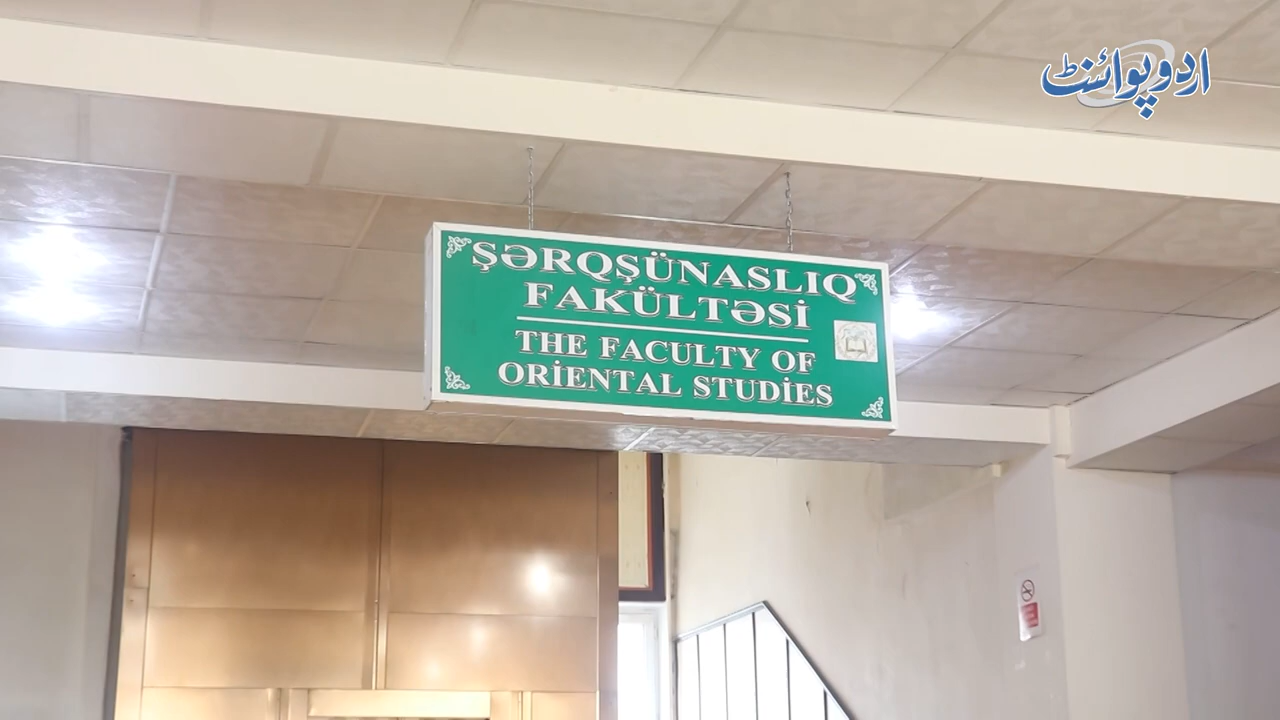 اردو پوائنٹ
ŞƏRQŞÜNASLIQ
FAKÜLTƏSİ
THE FACULTY OF
ORİENTAL STUDİES